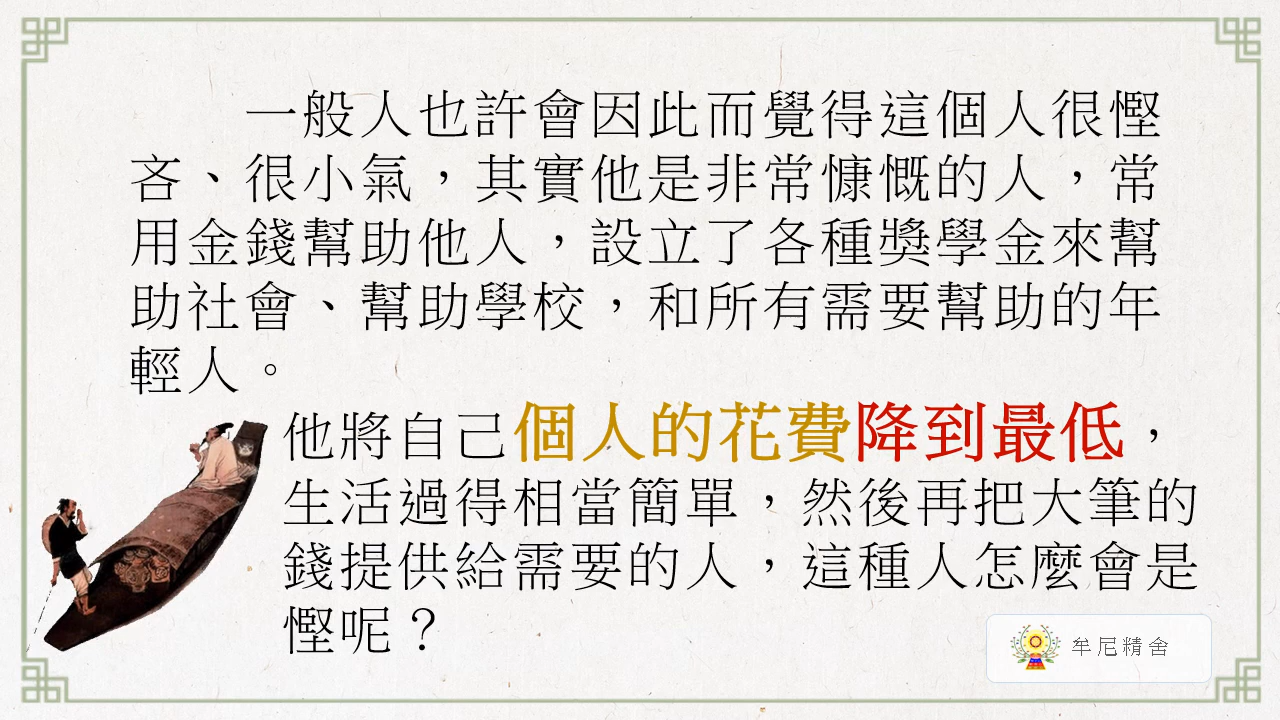 一般人也許會因此而覺得這個人很慳
吝、很小氣，其實他是非常慷慨的人，常
用金錢幫助他人，設立了各種獎學金來幫
助社會、幫助學校，和所有需要幫助的年
輕人。
他將自己個人的花費降到最低，
生活過得相當簡單，然後再把大筆的
錢提供給需要的人，這種人怎麼會是
慳呢？
牟尼精舍